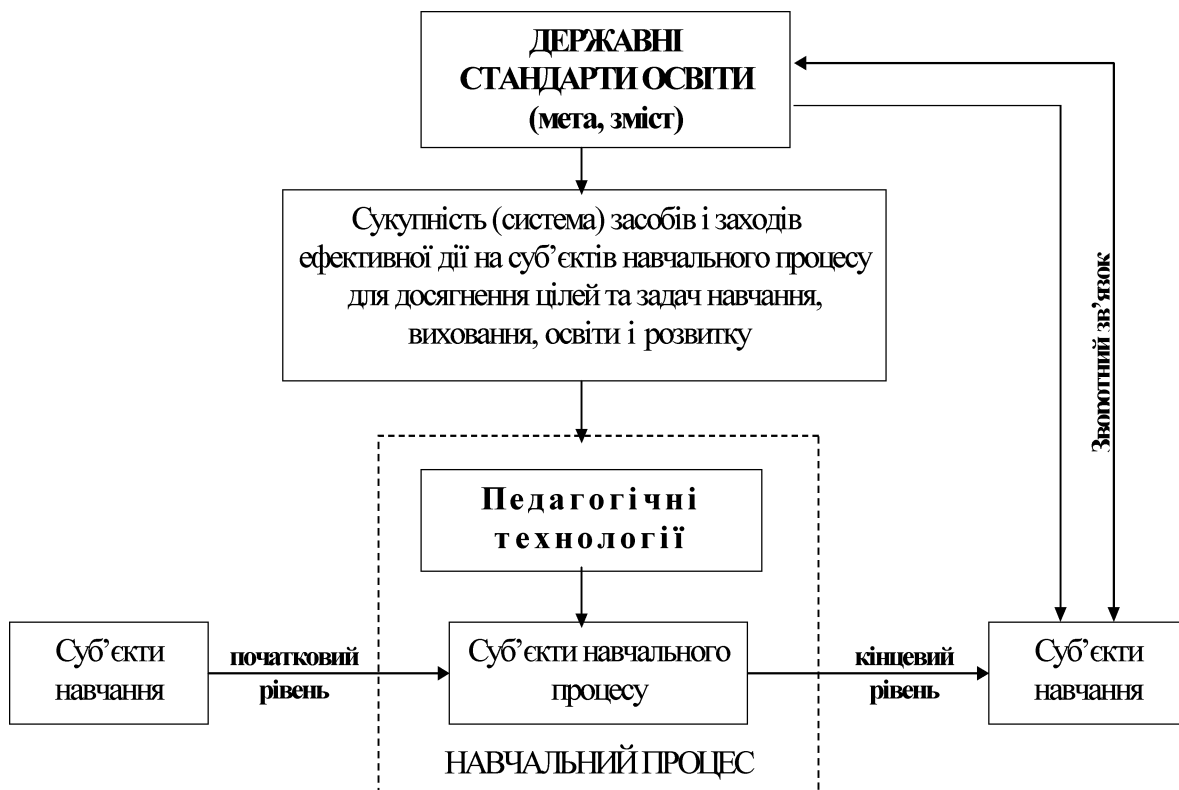 ДЕРЖАВНІ
СТАНДАРТИ ОСВІТИ
(мета, зміст)
Сукупність (система) засобів і заходів
ефективної дії на суб’єктів навчального процесу
для досягнення цілей та задач навчання,
виховання, освіти і розвитку
Зворотний зв’язок
Педагогічні
технології
Суб’єкти
навчання
початковий
рівень
Суб’єкти навчального
процесу
кінцевий
рівень
Суб’єкти
навчання
НАВЧАЛЬНИЙ ПРОЦЕС